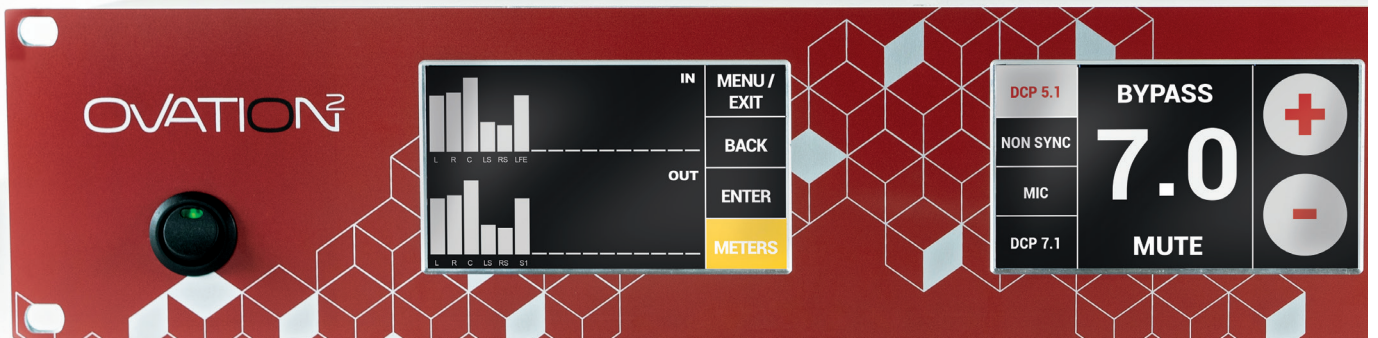 OVATION2
IN
L R C LS RS LFE
OUT
L R C LS RS S1
MENU /
EXIT
BACK
ENTER
METERS
DCP 5.1
NON SYNC
MIC
DCP 7.1
BYPASS
7.0
MUTE
+
-